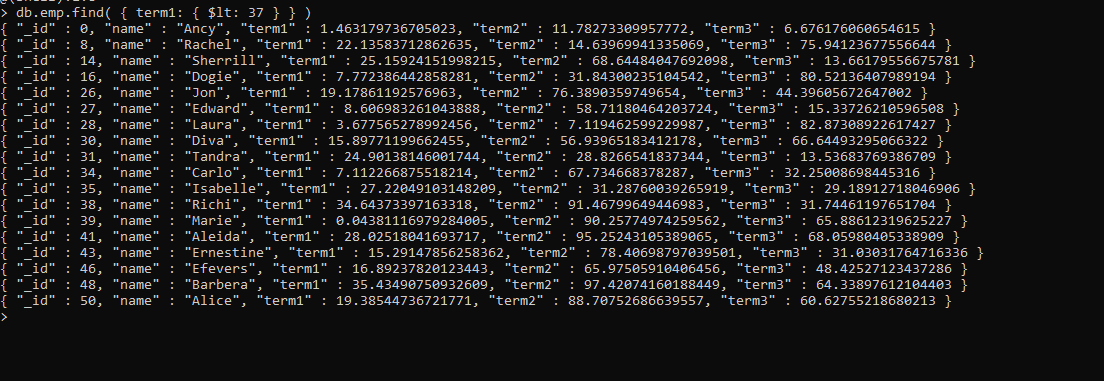 > db.emp.find( { term1: { $lt: 37 } } )
{ "_id" : 0, "name" : "Ancy", "term1" : 1.463179736705023, "term2" : 11.78273309957772, "term3" : 6.676176060654615 }
{ "_id" : 8, "name" : "Rachel", "term1" : 22.13583712862635, "term2" : 14.63969941335069, "term3" : 75.94123677556644 }
{ "_id" : 14, "name" : "Sherrill", "term1" : 25.15924151998215, "term2" : 68.64484047692098, "term3" : 13.66179556675781 }
{ "_id" : 16, "name" : "Dogie", "term1" : 7.772386442858281, "term2" : 31.84300235104542, "term3" : 80.52136407989194 }
{ "_id" : 26, "name" : "Jon", "term1" : 19.17861192576963, "term2" : 76.3890359749654, "term3" : 44.39605672647002 }
{ "_id" : 27, "name" : "Edward", "term1" : 8.606983261043888, "term2" : 58.71180464203724, "term3" : 15.33726210596508 }
{ "_id" : 28, "name" : "Laura", "term1" : 3.677565278992456, "term2" : 7.119462599229987, "term3" : 82.87308922617427 }
{ "_id" : 30, "name" : "Diva", "term1" : 15.89771199662455, "term2" : 56.93965183412178, "term3" : 66.64493295066322 }
{ "_id" : 31, "name" : "Tandra", "term1" : 24.90138146001744, "term2" : 28.8266541837344, "term3" : 13.53683769386709 }
{ "_id" : 34, "name" : "Carlo", "term1" : 7.112266875518214, "term2" : 67.734668378287, "term3" : 32.25008698445316 }
{ "_id" : 35, "name" : "Isabelle", "term1" : 27.22049103148209, "term2" : 31.28760039265919, "term3" : 29.18912718046906 }
{ "_id" : 38, "name" : "Richi", "term1" : 34.64373397163318, "term2" : 91.46799649446983, "term3" : 31.74461197651704 }
{ "_id" : 39, "name" : "Marie", "term1" : 0.04381116979284005, "term2" : 90.25774974259562, "term3" : 65.88612319625227 }
{ "_id" : 41, "name" : "Aleida", "term1" : 28.02518041693717, "term2" : 95.25243105389065, "term3" : 68.05980405338909 }
{ "_id" : 43, "name" : "Ernestine", "term1" : 15.29147856258362, "term2" : 78.40698797039501, "term3" : 31.03031764716336 }
{ "_id" : 46, "name" : "Efevers", "term1" : 16.89237820123443, "term2" : 65.97505910406456, "term3" : 48.42527123437286 }
{ "_id" : 48, "name" : "Barbera", "term1" : 35.43490750932609, "term2" : 97.42074160188449, "term3" : 64.33897612104403 }
{ "_id" : 50, "name" : "Alice", "term1" : 19.38544736721771, "term2" : 88.70752686639557, "term3" : 60.62755218680213 }
>